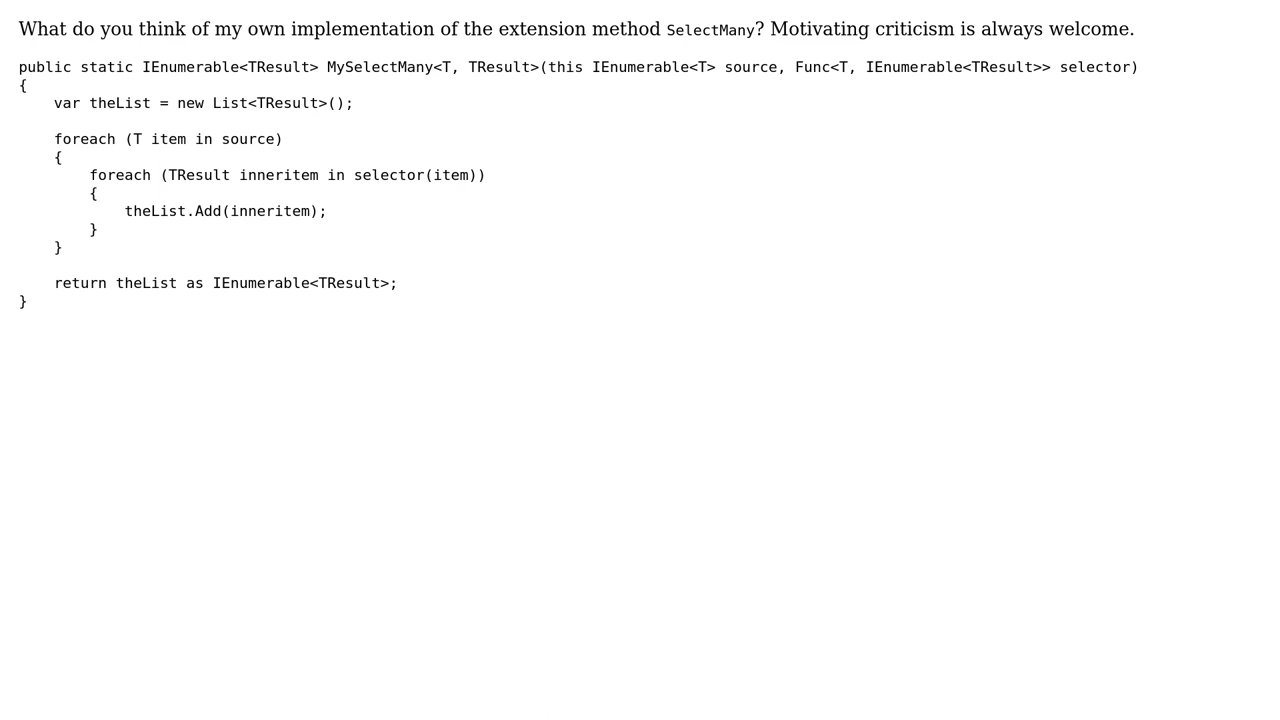 What do you think of my own implementation of the extension method SelectMany? Motivating criticism is always welcome.
public static IEnumerable<TResult> MySelectMany<T, TResult>(this IEnumerable<T> source, Func<T, IEnumerable<TResult>> selector)
{
    var theList = new List<TResult>();

    foreach (T item in source)
    {
        foreach (TResult inneritem in selector(item))
        {
            theList.Add(inneritem);
        }
    }

    return theList as IEnumerable<TResult>;
}